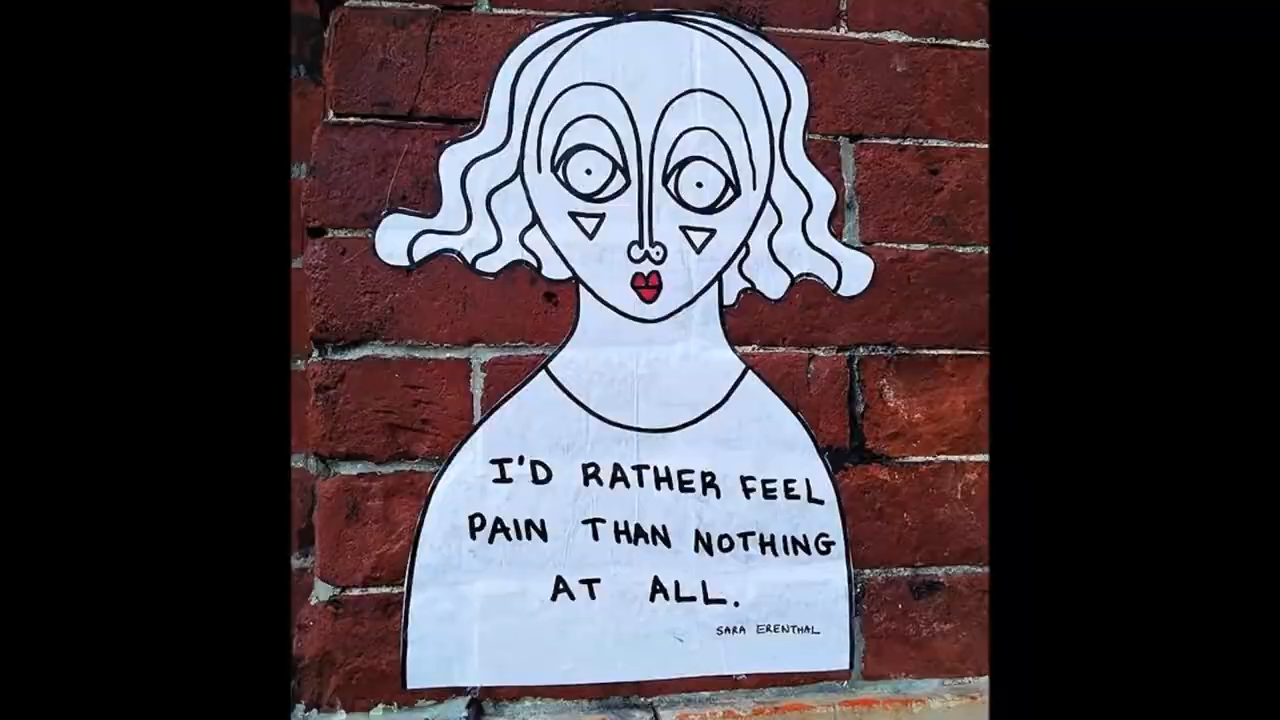 I'D RATHER FEEL
PAIN THAN NOTHING
AT ALL.
SARA ERENTHAL